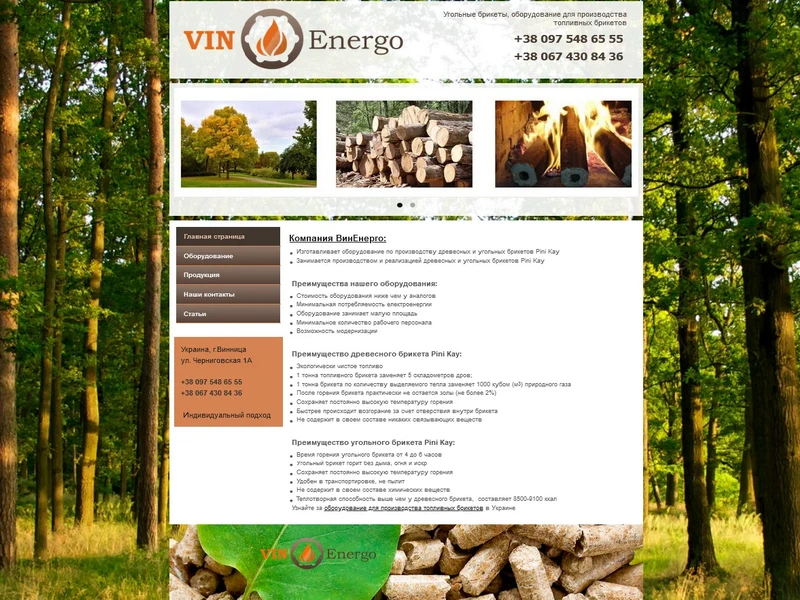 VIN Energo
Угольные брикеты, оборудование для производства
топливных брикетов
+38 097 548 65 55
+38 067 430 84 36
Главная страница
Оборудование
Продукция
Наши контакты
Статьи
Украина, г.Винница
ул. Черниговская 1А
+38 097 548 65 55
+38 067 430 84 36
Индивидуальный подход
Компания ВинЕнерго:
Изготавливает оборудование по производству древесных и угольных брикетов Pini Kay
Занимается производством и реализацией древесных и угольных брикетов Pini Kay
Преимущества нашего оборудования:
Стоимость оборудования ниже чем у аналогов
Минимальная потребляемость електроенергии
Оборудование занимает малую площадь
Минимальное количество рабочего персонала
Возможность модернизации
Преимущество древесного брикета Pini Kay:
Экологически чистое топливо
1 тонна топливного брикета заменяет 5 складометров дров;
1 тонна брикета по количеству выделяемого тепла заменяет 1000 кубом (м3) природного газа
После горения брикета практически не остается золы (не более 2%)
Сохраняет постоянно высокую температуру горения
Быстрее происходит возгорание за счет отверстия внутри брикета
Не содержит в своем составе никаких связывающих веществ
Преимущество угольного брикета Pini Kay:
Время горения угольного брикета от 4 до 6 часов
Угольный брикет горит без дыма, огня и искр
Сохраняет постоянно высокую температуру горения
Удобен в транспортировке, не пылит
Не содержит в своем составе химических веществ
Теплотворная способность выше чем у древесного брикета, составляет 8500-9100 ккал
Узнайте за оборудование для производства топливных брикетов в Украине
VIN Energo